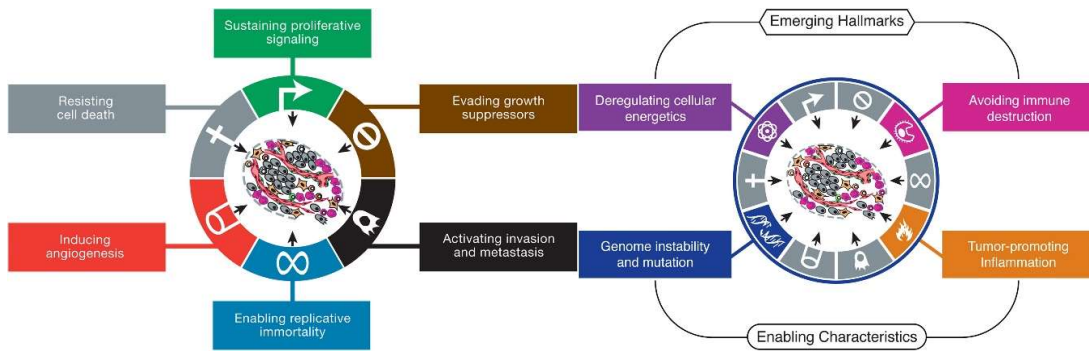 Sustaining proliferative
signaling
Emerging Hallmarks
Resisting
cell death
Evading growth
suppressors
Deregulating cellular
energetics
Avoiding immune
destruction
Inducing
angiogenesis
Activating invasion
and metastasis
Genome instability
and mutation
Tumor-promoting
Inflammation
Enabling replicative
immortality
Enabling Characteristics